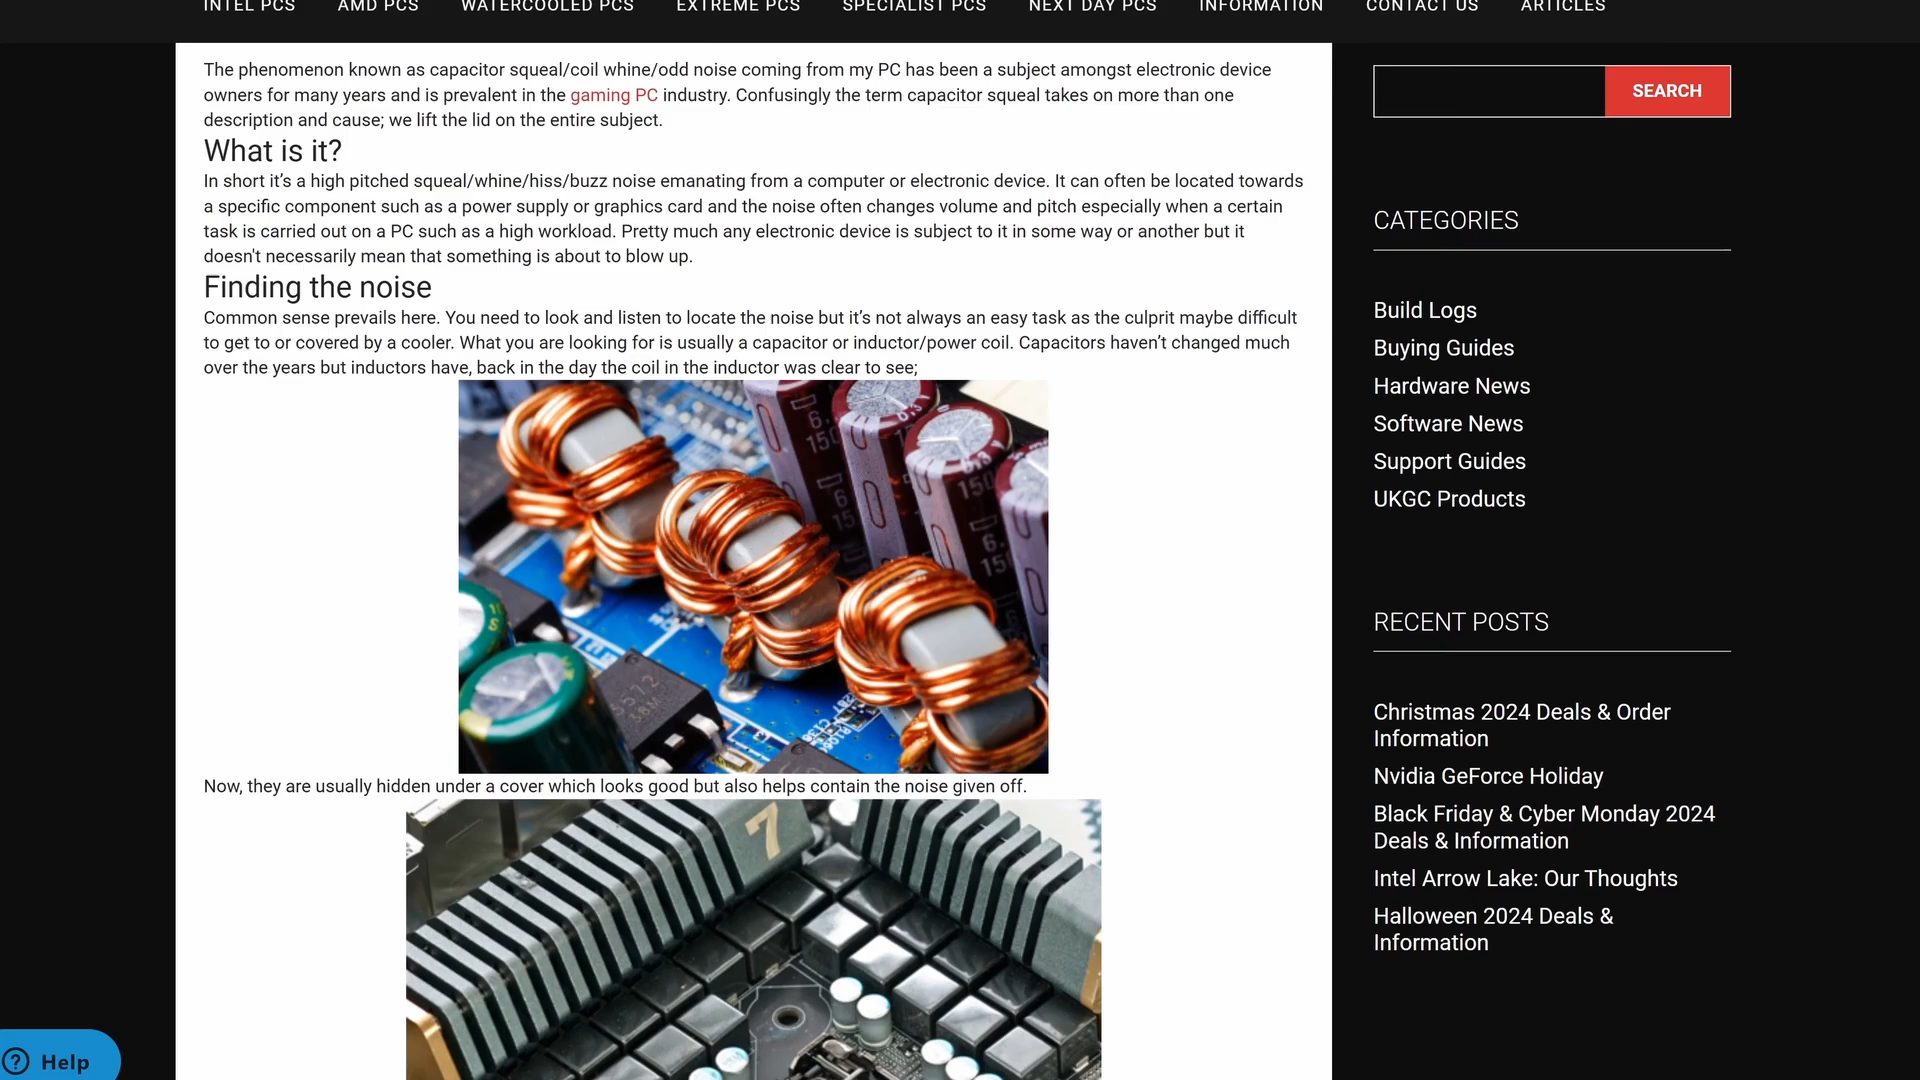 INTEL PCS AMD PCS WATERCOOLED PCS EXTREME PCS SPECIALIST PCS NEXT DAY PCS INFORMATION CONTACT US ARTICLES
The phenomenon known as capacitor squeal/coil whine/odd noise coming from my PC has been a subject amongst electronic device
owners for many years and is prevalent in the gaming PC industry. Confusingly the term capacitor squeal takes on more than one
description and cause; we lift the lid on the entire subject.
What is it?
In short it’s a high pitched squeal/whine/hiss/buzz noise emanating from a computer or electronic device. It can often be located towards
a specific component such as a power supply or graphics card and the noise often changes volume and pitch especially when a certain
task is carried out on a PC such as a high workload. Pretty much any electronic device is subject to it in some way or another but it
doesn't necessarily mean that something is about to blow up.
Finding the noise
Common sense prevails here. You need to look and listen to locate the noise but it’s not always an easy task as the culprit maybe difficult
to get to or covered by a cooler. What you are looking for is usually a capacitor or inductor/power coil. Capacitors haven’t changed much
over the years but inductors have, back in the day the coil in the inductor was clear to see;
Now, they are usually hidden under a cover which looks good but also helps contain the noise given off.
7
Help
SEARCH
CATEGORIES
Build Logs
Buying Guides
Hardware News
Software News
Support Guides
UKGC Products
RECENT POSTS
Christmas 2024 Deals & Order
Information
Nvidia GeForce Holiday
Black Friday & Cyber Monday 2024
Deals & Information
Intel Arrow Lake: Our Thoughts
Halloween 2024 Deals &
Information